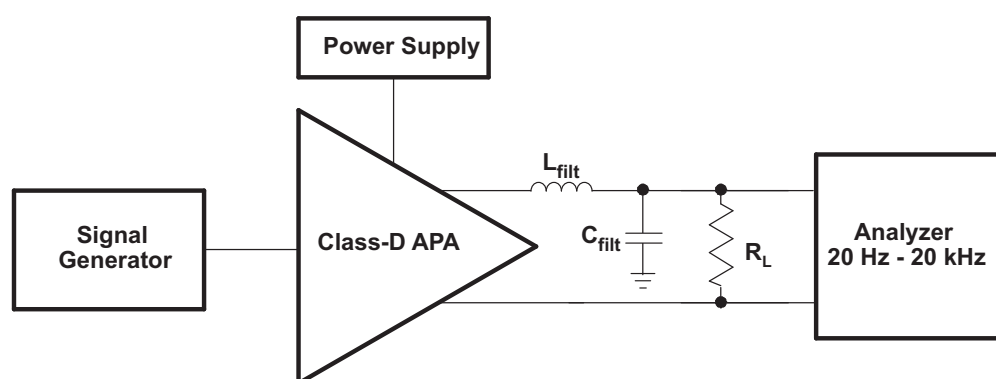 Power Supply
Signal
Generator
Class-D APA
Lfilt
Cfilt
RL
Analyzer
20 Hz - 20 kHz